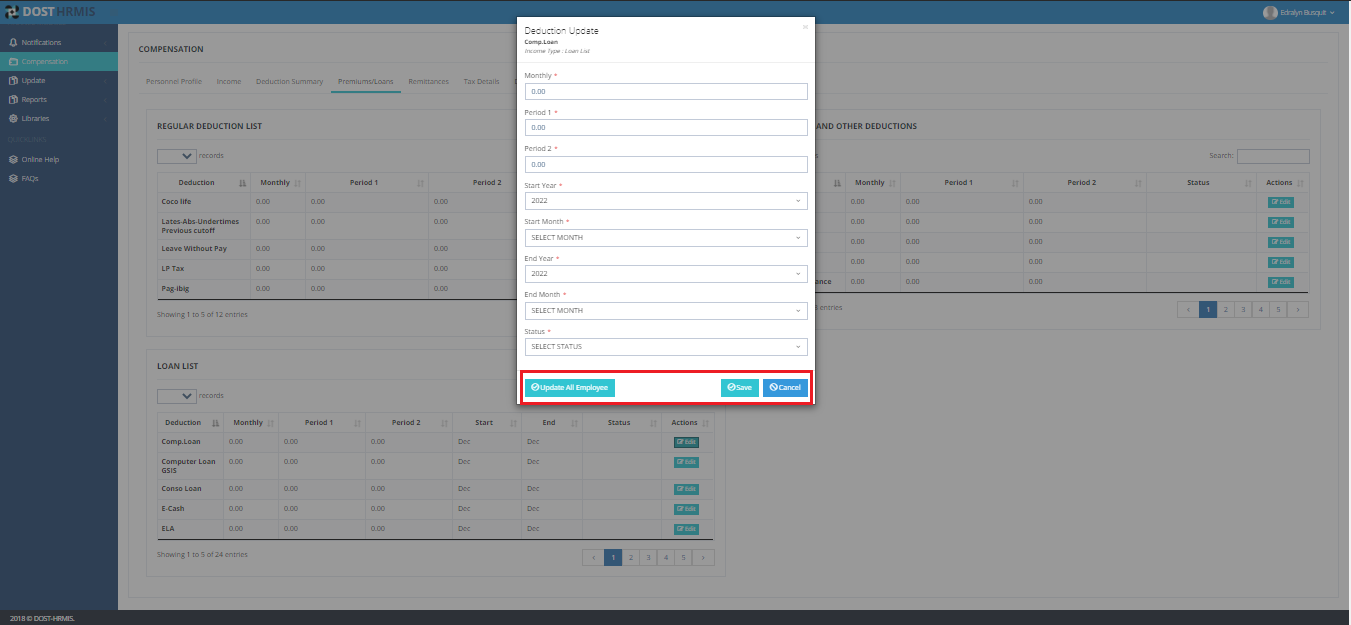 DOST-HRMIS
Edralyn Busquit
Notifications
Compensation
Update
Reports
Libraries
QUICKLINKS
Online Help
FAQs
COMPENSATION
Personnel Profile Income Deduction Summary Premiums/Loans Remittances Tax Details
REGULAR DEDUCTION LIST
records
Deduction Monthly Period 1 Period 2
Coco life 0.00 0.00 0.00
Lates-Abs-Undertimes 0.00 0.00 0.00
Previous cutoff
Leave Without Pay 0.00 0.00 0.00
LP Tax 0.00 0.00 0.00
Pag-ibig 0.00 0.00 0.00
Showing 1 to 5 of 12 entries
AND OTHER DEDUCTIONS
Search:
Monthly Period 1 Period 2 Status Actions
0.00 0.00 0.00 Edit
0.00 0.00 0.00 Edit
0.00 0.00 0.00 Edit
0.00 0.00 0.00 Edit
ance 0.00 0.00 0.00 Edit
entries
‹ 1 2 3 4 5 ›
LOAN LIST
records
Deduction Monthly Period 1 Period 2 Start End Status Actions
Comp.Loan 0.00 0.00 0.00 Dec Dec Edit
Computer Loan 0.00 0.00 0.00 Dec Dec Edit
GSIS
Conso Loan 0.00 0.00 0.00 Dec Dec Edit
E-Cash 0.00 0.00 0.00 Dec Dec Edit
ELA 0.00 0.00 0.00 Dec Dec Edit
Showing 1 to 5 of 24 entries
‹ 1 2 3 4 5 ›
Deduction Update
×
Comp.Loan
Income Type : Loan List
Monthly *
0.00
Period 1 *
0.00
Period 2 *
0.00
Start Year *
2022
Start Month *
SELECT MONTH
End Year *
2022
End Month *
SELECT MONTH
Status *
SELECT STATUS
Update All Employee Save Cancel
2018 © DOST-HRMIS.